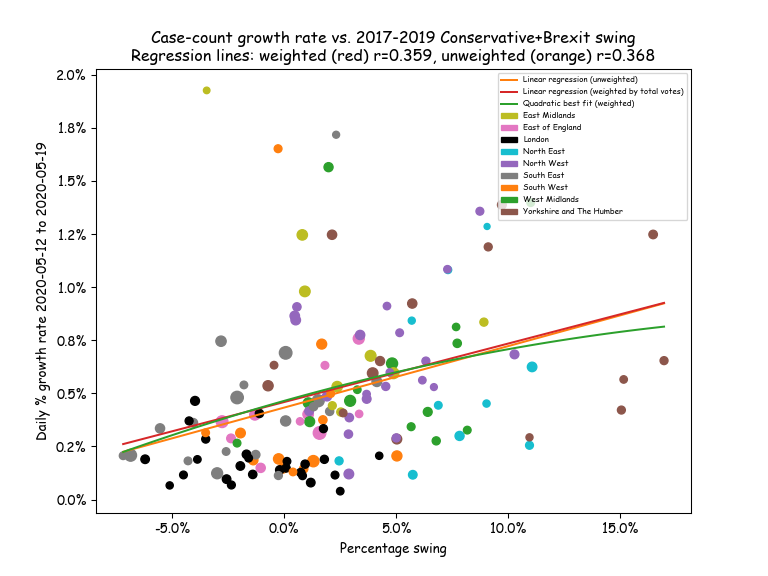 Case-count growth rate vs. 2017-2019 Conservative+Brexit swing
Regression lines: weighted (red) r=0.359, unweighted (orange) r=0.368
2.0%
1.8%
1.5%
1.2%
1.0%
0.8%
0.5%
0.2%
0.0%
Daily % growth rate 2020-05-12 to 2020-05-19
Linear regression (unweighted)
Linear regression (weighted by total votes)
Quadratic best fit (weighted)
East Midlands
East of England
London
North East
North West
South East
South West
West Midlands
Yorkshire and The Humber
-5.0% 0.0% 5.0% 10.0% 15.0%
Percentage swing